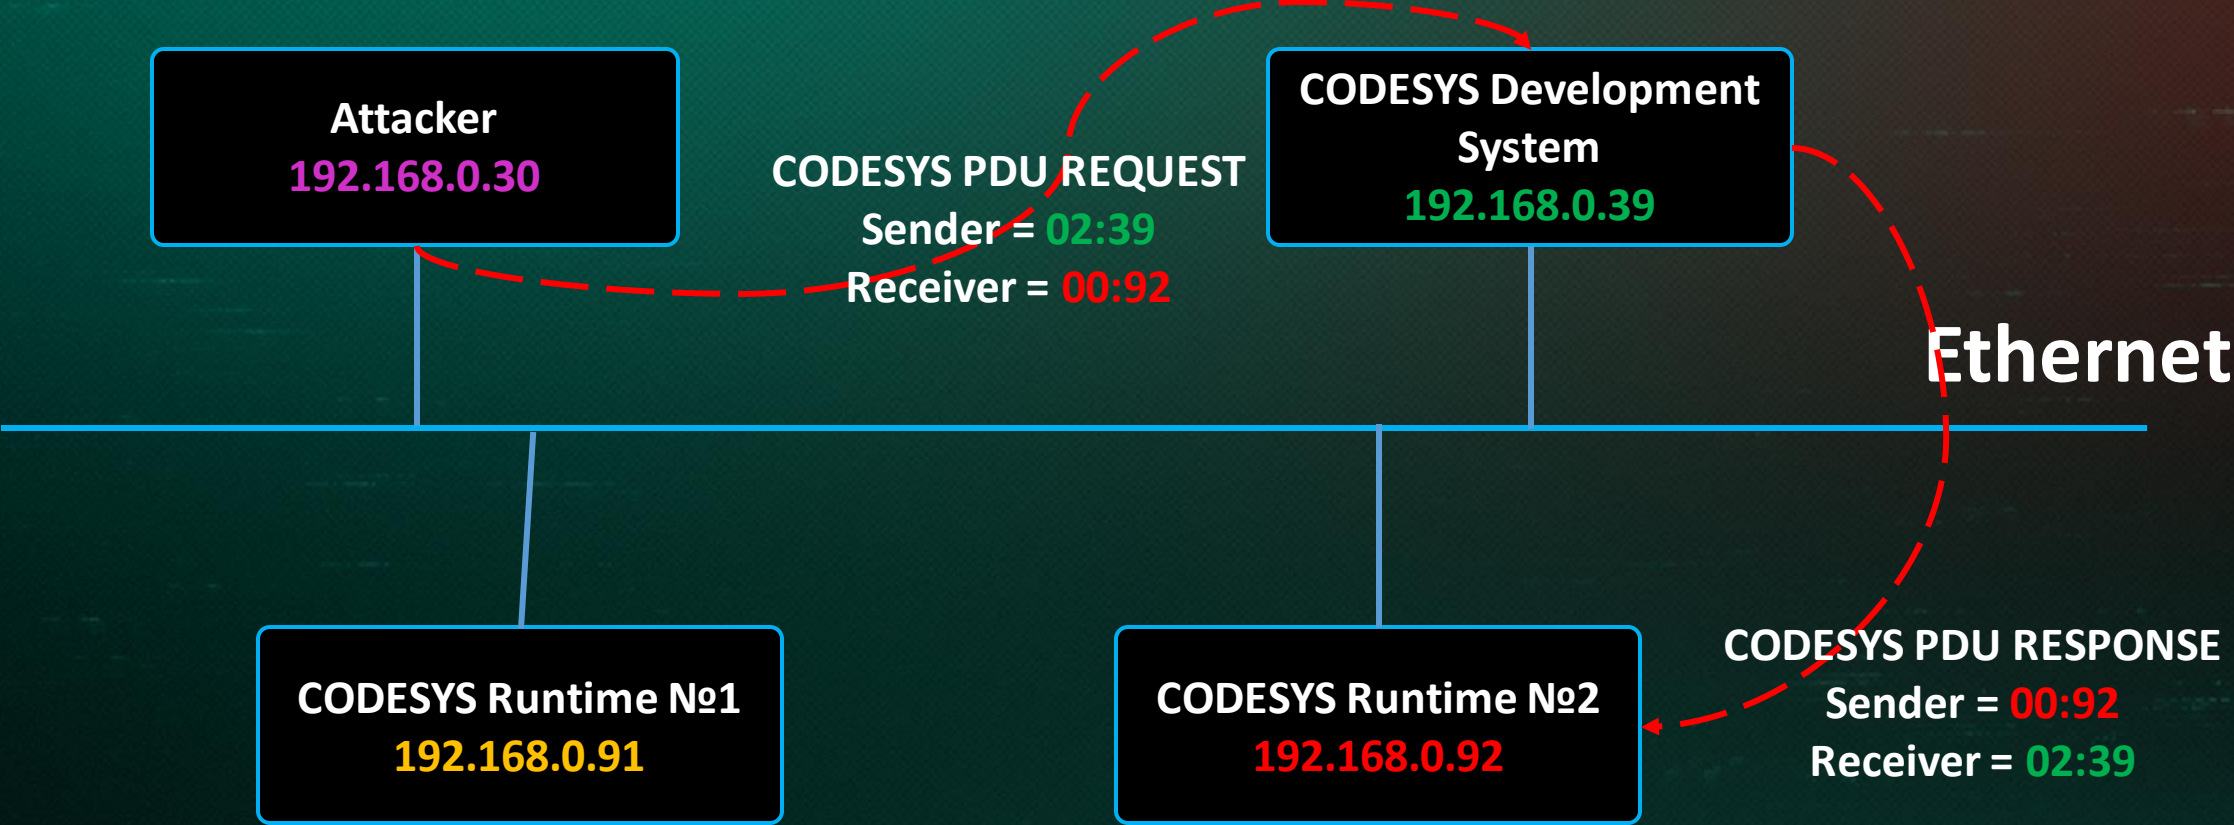 Attacker
192.168.0.30
CODESYS PDU REQUEST
Sender = 02:39
Receiver = 00:92
CODESYS Development
System
192.168.0.39
Ethernet
CODESYS Runtime №1
192.168.0.91
CODESYS Runtime №2
192.168.0.92
CODESYS PDU RESPONSE
Sender = 00:92
Receiver = 02:39